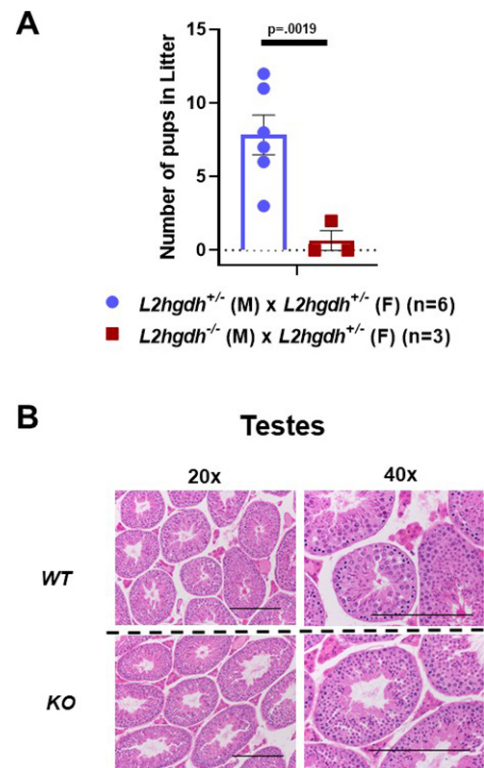 A
p=.0019
Number of pups in Litter
15
10
5
0
L2hgdh+/- (M) x L2hgdh+/- (F) (n=6)
L2hgdh-/- (M) x L2hgdh+/- (F) (n=3)
B
Testes
20x 40x
WT
KO